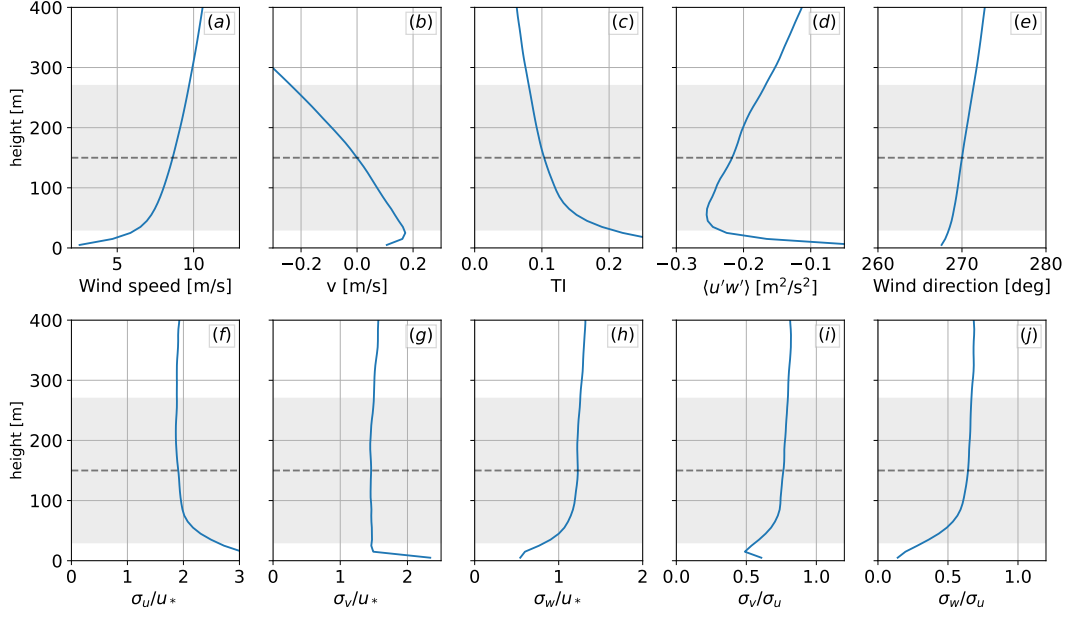 (a) (b) (c) (d) (e)
400
300
200
100
0
height [m]
5 10 −0.2 0.0 0.2 0.0 0.1 0.2 −0.3 −0.2 −0.1 260 270 280
Wind speed [m/s] v [m/s] TI ⟨u′w′⟩ [m²/s²] Wind direction [deg]
(f) (g) (h) (i) (j)
400
300
200
100
0
height [m]
0 1 2 3 0 1 2 0 1 2 0.0 0.5 1.0 0.0 0.5 1.0
σu/u* σv/u* σw/u* σv/σu σw/σu